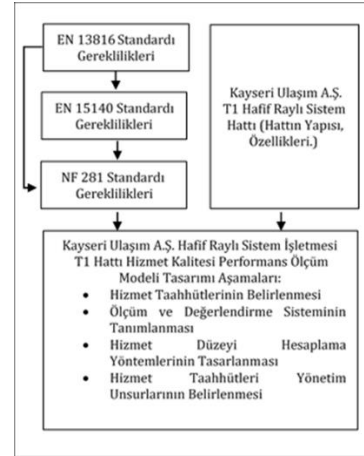 EN 13816 Standardı
Gereklilikleri
EN 15140 Standardı
Gereklilikleri
NF 281 Standardı
Gereklilikleri
Kayseri Ulaşım A.Ş.
T1 Hafif Raylı Sistem
Hattı (Hattın Yapısı,
Özellikleri.)
Kayseri Ulaşım A.Ş. Hafif Raylı Sistem İşletmesi
T1 Hattı Hizmet Kalitesi Performans Ölçüm
Modeli Tasarımı Aşamaları:
• Hizmet Taahhütlerinin Belirlenmesi
• Ölçüm ve Değerlendirme Sisteminin
Tanımlanması
• Hizmet Düzeyi Hesaplama
Yöntemlerinin Tasarlanması
• Hizmet Taahhütleri Yönetim
Unsurlarının Belirlenmesi